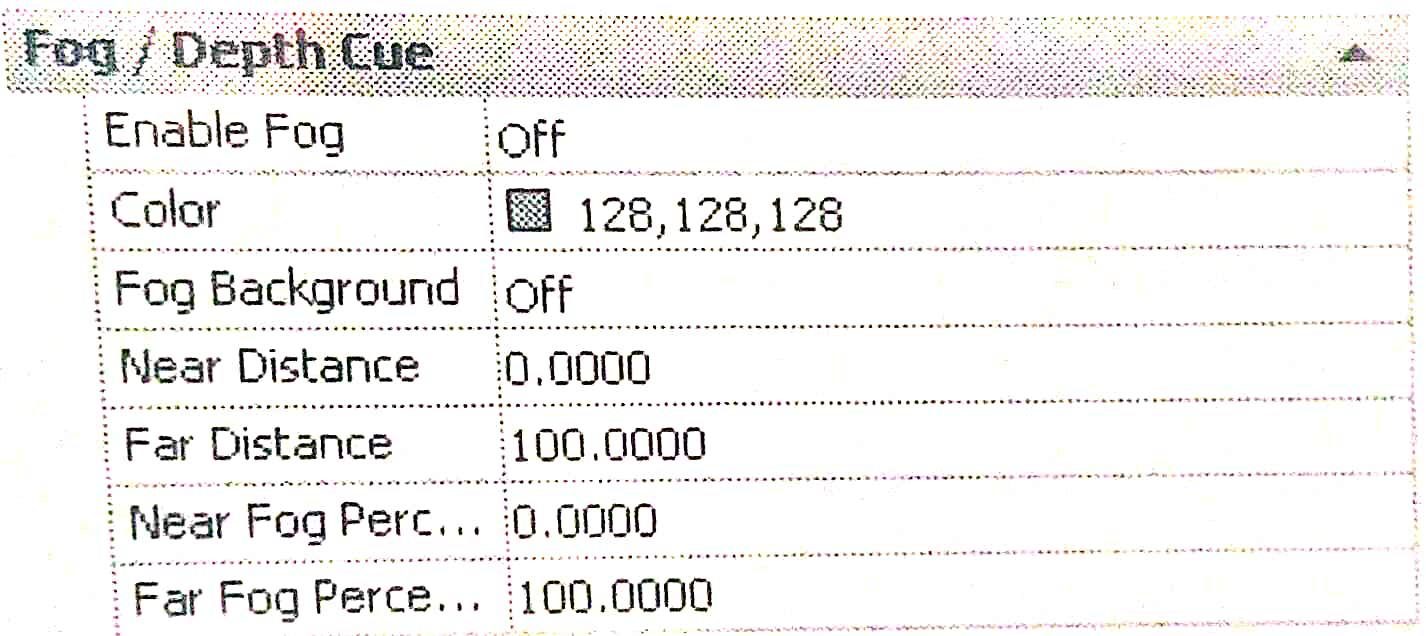 Fog / Depth Cue
Enable Fog Off
Color 128,128,128
Fog Background Off
Near Distance 0.0000
Far Distance 100.0000
Near Fog Perc... 0.0000
Far Fog Perce... 100.0000